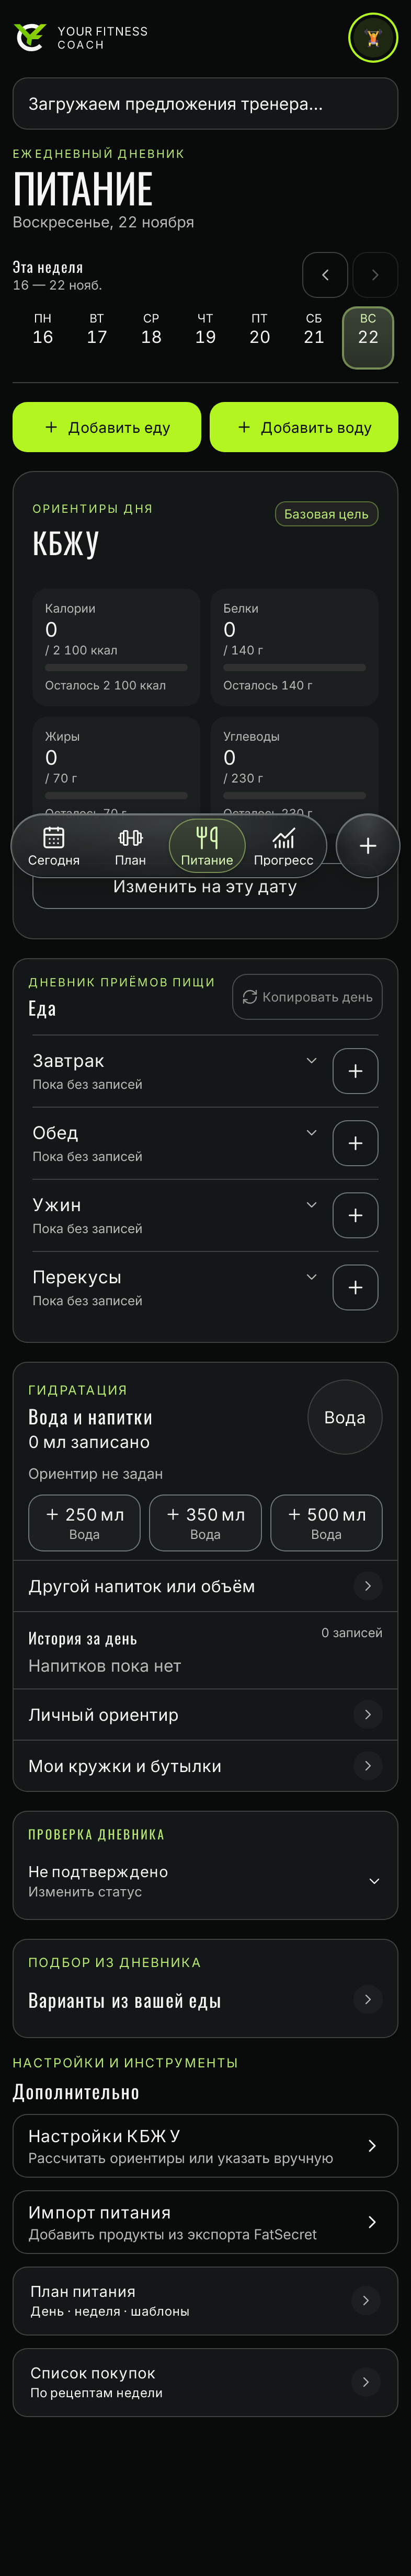 YOUR FITNESS
COACH
Загружаем предложения тренера...
ЕЖЕДНЕВНЫЙ ДНЕВНИК
ПИТАНИЕ
Воскресенье, 22 ноября
Эта неделя
16 — 22 нояб.
ПН ВТ СР ЧТ ПТ СБ ВС
16 17 18 19 20 21 22
+ Добавить еду
+ Добавить воду
ОРИЕНТИРЫ ДНЯ
КБЖУ
Базовая цель
Калории
0
/ 2 100 ккал
Осталось 2 100 ккал
Белки
0
/ 140 г
Осталось 140 г
Жиры
0
/ 70 г
Осталось 70 г
Углеводы
0
/ 230 г
Осталось 230 г
Сегодня
План
Питание
Прогресс
+
Изменить на эту дату
ДНЕВНИК ПРИЁМОВ ПИЩИ
Еда
Копировать день
Завтрак
Пока без записей
+
Обед
Пока без записей
+
Ужин
Пока без записей
+
Перекусы
Пока без записей
+
ГИДРАТАЦИЯ
Вода и напитки
0 мл записано
Вода
Ориентир не задан
+ 250 мл
Вода
+ 350 мл
Вода
+ 500 мл
Вода
Другой напиток или объём
История за день
0 записей
Напитков пока нет
Личный ориентир
Мои кружки и бутылки
ПРОВЕРКА ДНЕВНИКА
Не подтверждено
Изменить статус
ПОДБОР ИЗ ДНЕВНИКА
Варианты из вашей еды
НАСТРОЙКИ И ИНСТРУМЕНТЫ
Дополнительно
Настройки КБЖУ
Рассчитать ориентиры или указать вручную
Импорт питания
Добавить продукты из экспорта FatSecret
План питания
День · неделя · шаблоны
Список покупок
По рецептам недели